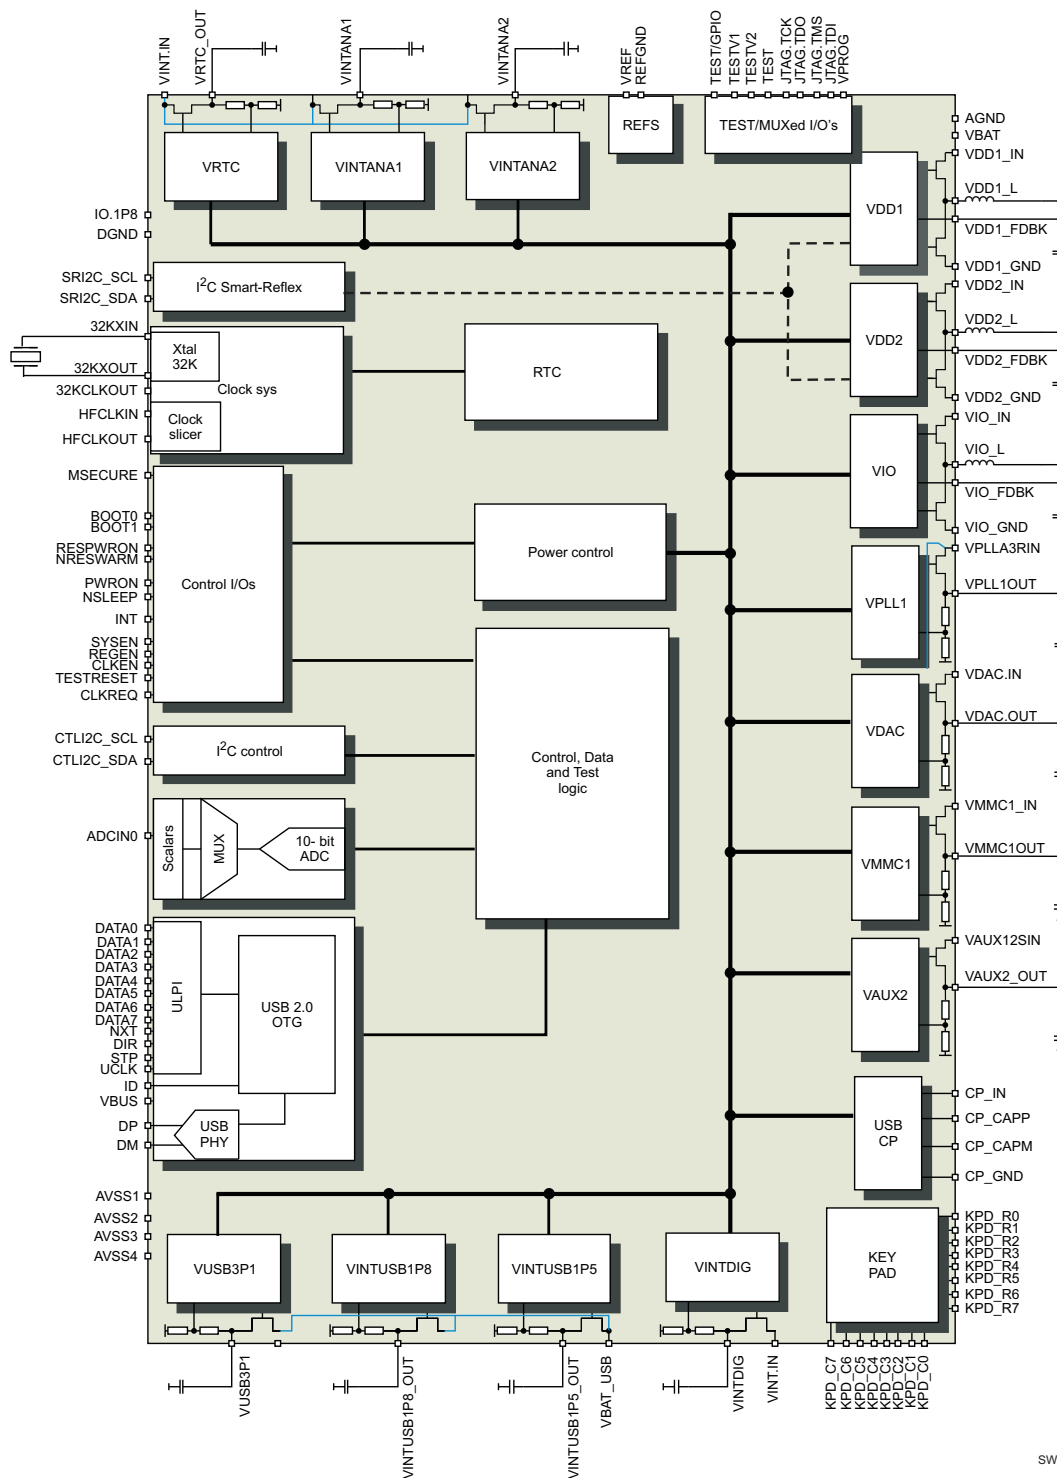 VINT.IN
VRTC_OUT
VINTANA1
VINTANA2
VREF
REFGND
TEST/GPIO
TESTV1
TESTV2
TEST
JTAG.TCK
JTAG.TDO
JTAG.TMS
JTAG.TDI
VPROG
VRTC
VINTANA1
VINTANA2
REFS
TEST/MUXed I/O's
AGND
VBAT
VDD1_IN
VDD1
VDD1_L
VDD1_FDBK
VDD1_GND
IO.1P8
DGND
SRI2C_SCL
SRI2C_SDA
I2C Smart-Reflex
VDD2_IN
VDD2
VDD2_L
VDD2_FDBK
VDD2_GND
32KXIN
32KXOUT
32KCLKOUT
HFCLKIN
HFCLKOUT
Xtal
32K
Clock sys
Clock
slicer
RTC
VIO_IN
VIO
VIO_L
VIO_FDBK
VIO_GND
MSECURE
BOOT0
BOOT1
RESPWRON
NRESWARM
PWRON
NSLEEP
INT
SYSEN
REGEN
CLKEN
TESTRESET
CLKREQ
Control I/Os
Power control
VPLLA3RIN
VPLL1
VPLL1OUT
VDAC.IN
VDAC
VDAC.OUT
CTLI2C_SCL
CTLI2C_SDA
I2C control
Control, Data
and Test
logic
ADCIN0
Scalars
MUX
10- bit
ADC
VMMC1_IN
VMMC1
VMMC1OUT
DATA0
DATA1
DATA2
DATA3
DATA4
DATA5
DATA6
DATA7
NXT
DIR
STP
UCLK
ID
VBUS
DP
DM
ULPI
USB 2.0
OTG
USB
PHY
VAUX12SIN
VAUX2
VAUX2_OUT
USB
CP
CP_IN
CP_CAPP
CP_CAPM
CP_GND
AVSS1
AVSS2
AVSS3
AVSS4
VUSB3P1
VINTUSB1P8
VINTUSB1P5
VINTDIG
KEY
PAD
KPD_R0
KPD_R1
KPD_R2
KPD_R3
KPD_R4
KPD_R5
KPD_R6
KPD_R7
VUSB3P1
VINTUSB1P8_OUT
VINTUSB1P5_OUT
VBAT_USB
VINTDIG
VINT.IN
KPD_C7
KPD_C6
KPD_C5
KPD_C4
KPD_C3
KPD_C2
KPD_C1
KPD_C0
SW